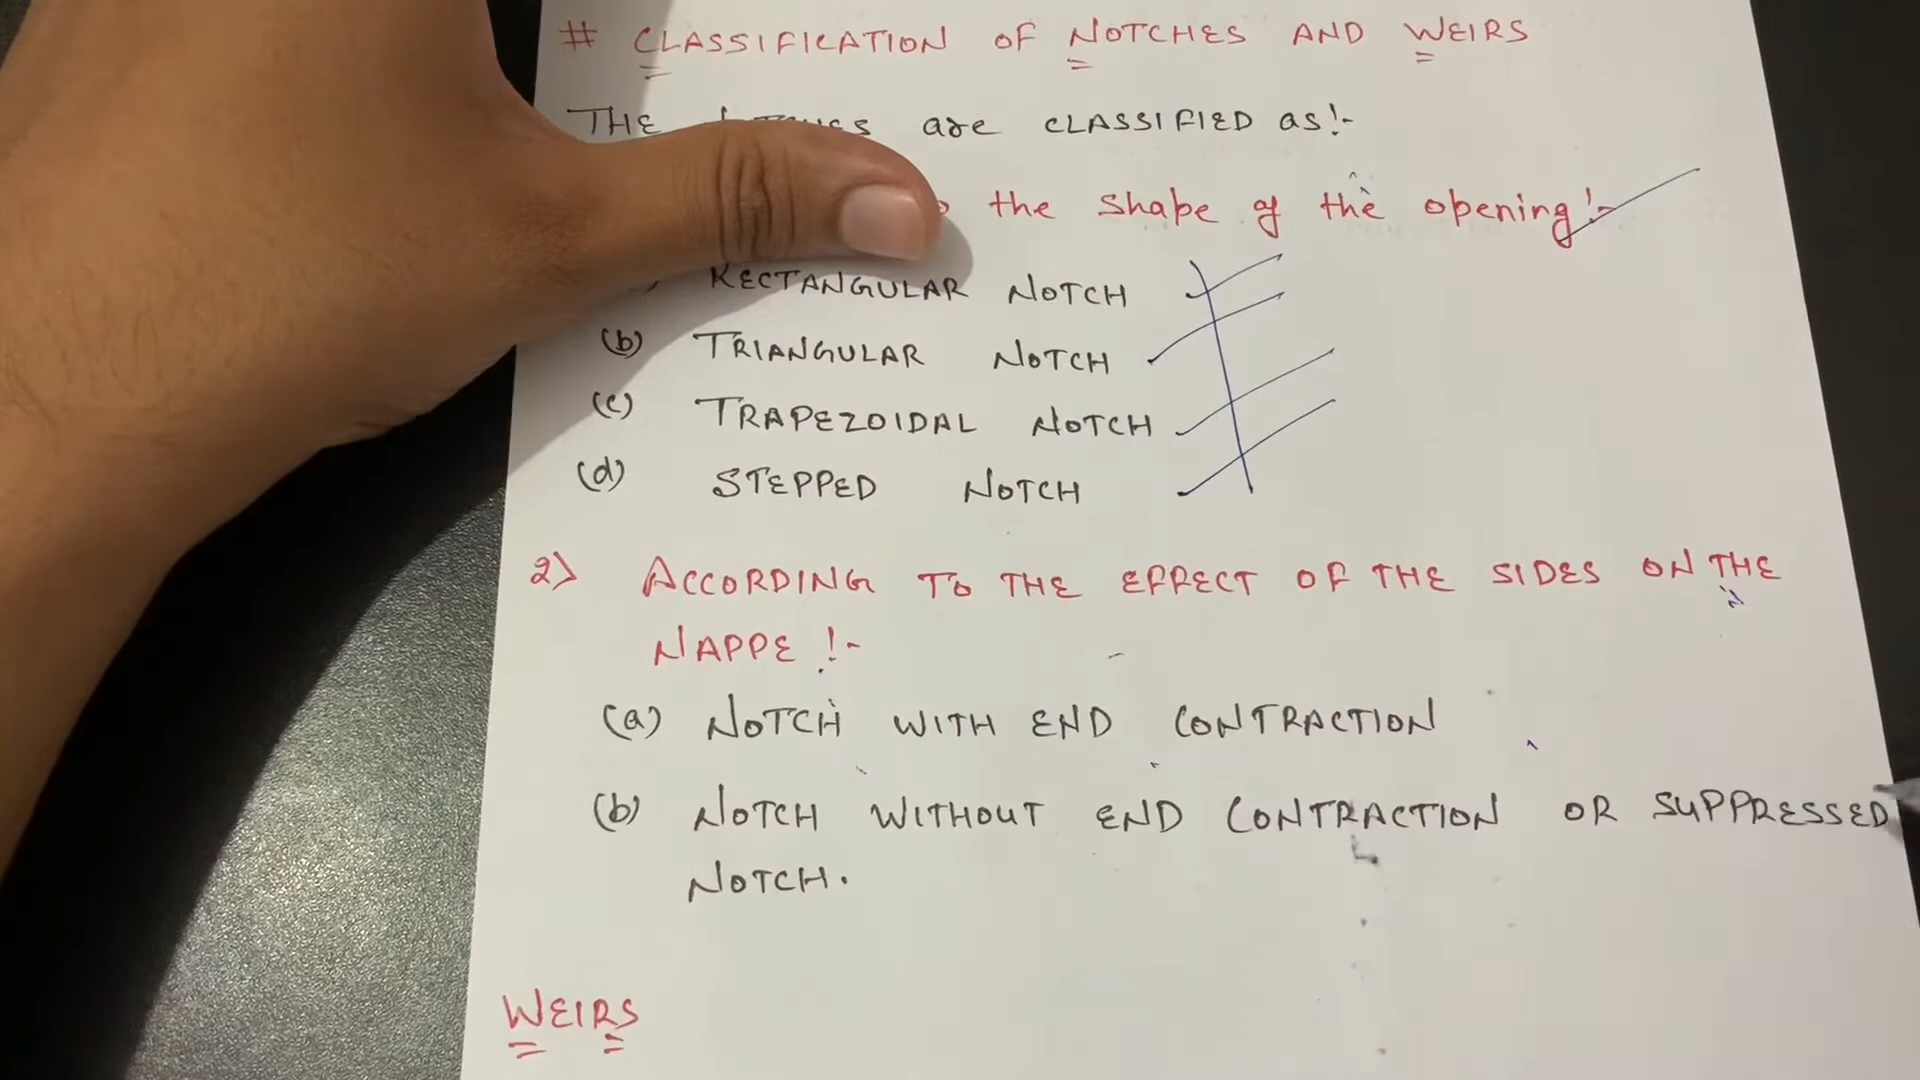 # CLASSIFICATION OF NOTCHES AND WEIRS
THE are CLASSIFIED as:-
the shape of the opening:-
RECTANGULAR NOTCH
(b) TRIANGULAR NOTCH
(c) TRAPEZOIDAL NOTCH
(d) STEPPED NOTCH
2) ACCORDING TO THE EFFECT OF THE SIDES ON THE
NAPPE :-
(a) NOTCH WITH END CONTRACTION
(b) NOTCH WITHOUT END CONTRACTION OR SUPPRESSED
NOTCH.
WEIRS